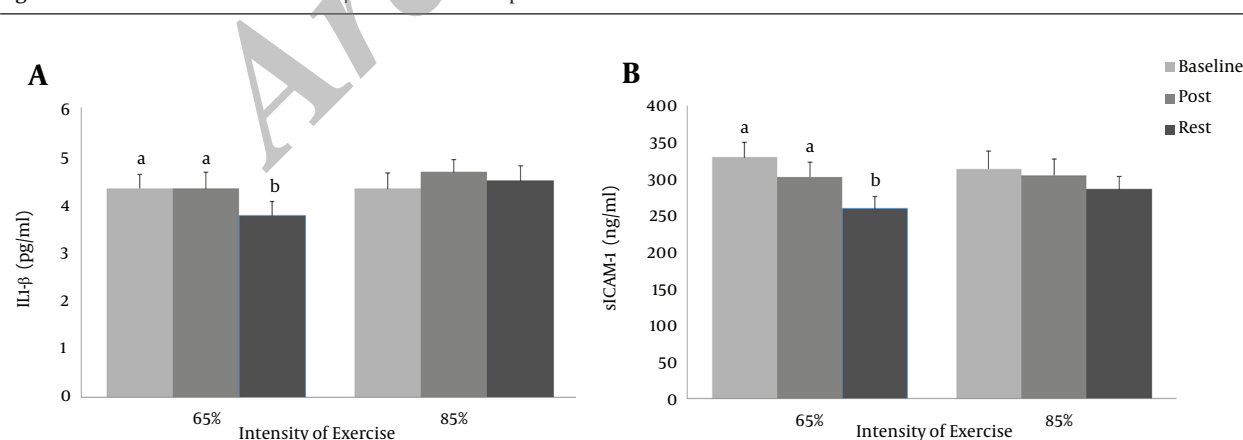 A
IL1-β (pg/ml)
6
5
4
3
2
1
0
a
a
b
65%
85%
Intensity of Exercise
B
sICAM-1 (ng/ml)
400
350
300
250
200
150
100
50
0
a
a
b
65%
85%
Intensity of Exercise
Baseline
Post
Rest